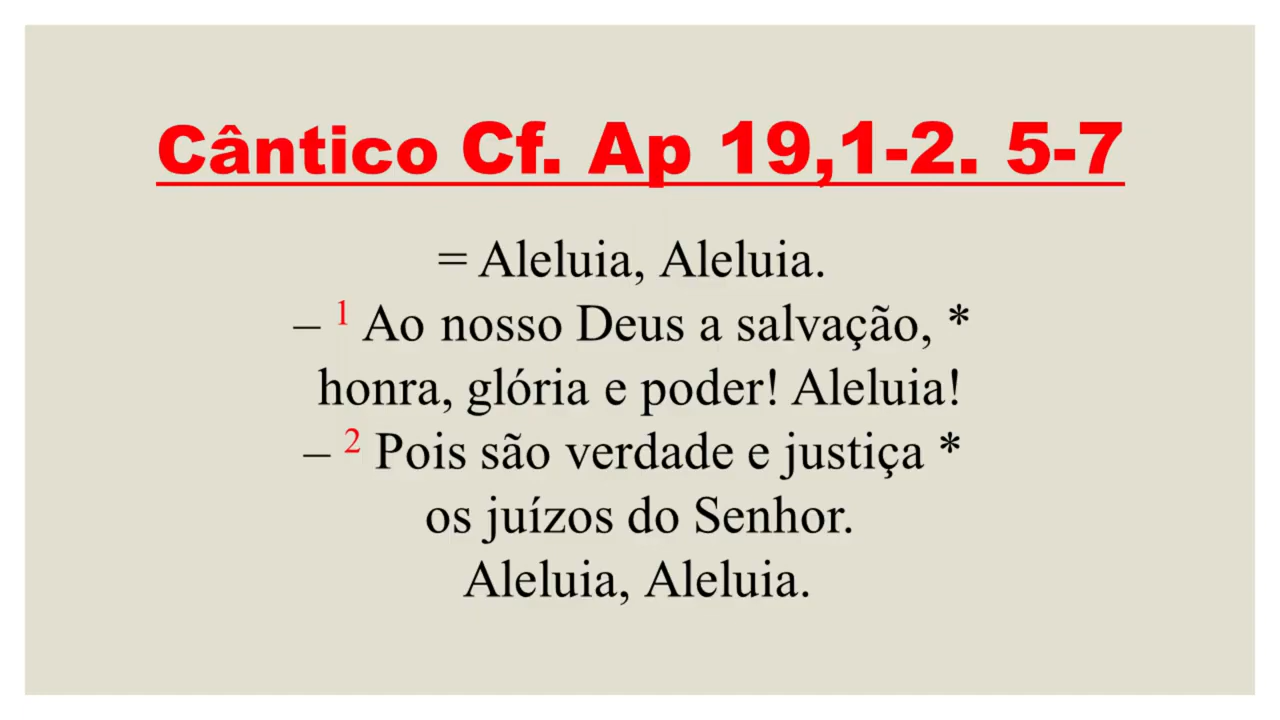 Cântico Cf. Ap 19,1-2. 5-7
= Aleluia, Aleluia.
– 1 Ao nosso Deus a salvação, *
honra, glória e poder! Aleluia!
– 2 Pois são verdade e justiça *
os juízos do Senhor.
Aleluia, Aleluia.